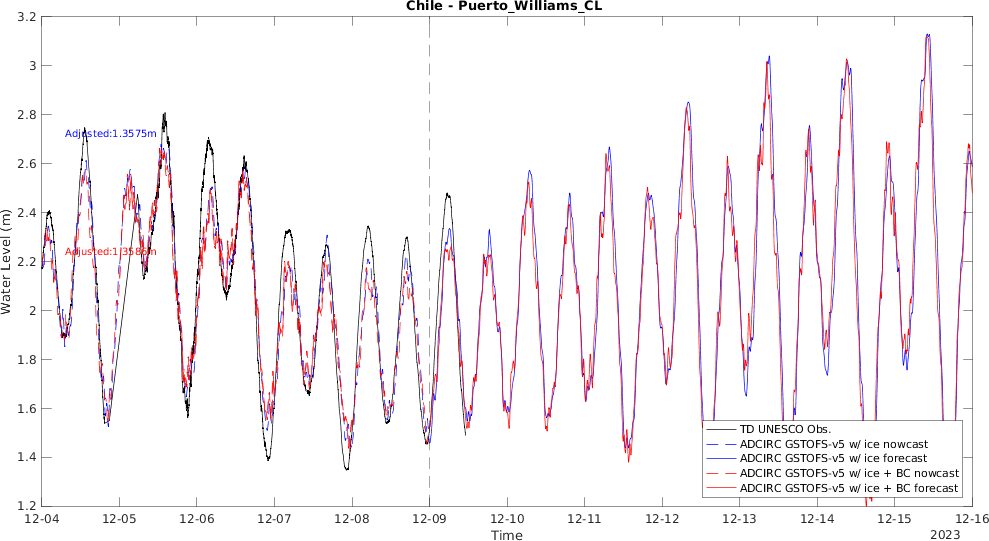 Chile - Puerto_Williams_CL
3.2
3
2.8
2.6
2.4
2.2
2
1.8
1.6
1.4
1.2
Water Level (m)
Adjusted:1.3575m
Adjusted:1.3586m
TD UNESCO Obs.
ADCIRC GSTOFS-v5 w/ ice nowcast
ADCIRC GSTOFS-v5 w/ ice forecast
ADCIRC GSTOFS-v5 w/ ice + BC nowcast
ADCIRC GSTOFS-v5 w/ ice + BC forecast
12-04 12-05 12-06 12-07 12-08 12-09 12-10 12-11 12-12 12-13 12-14 12-15 12-16
Time
2023